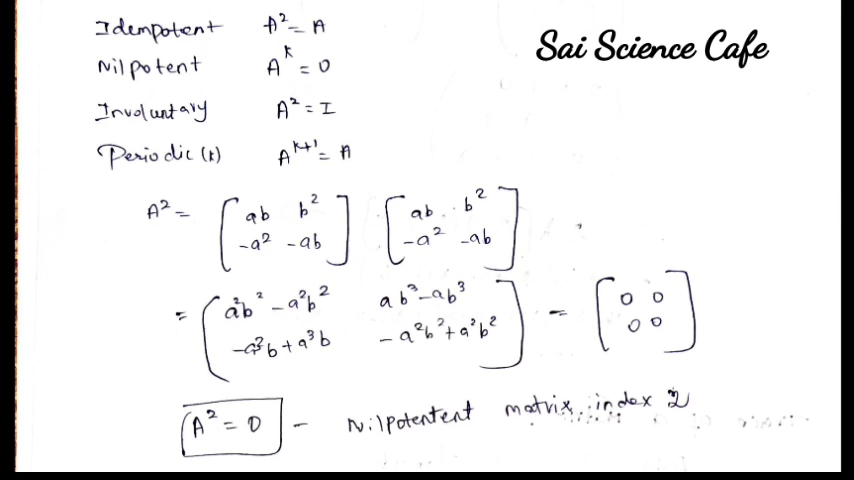 Idempotent A² = A
Sai Science Cafe
Nilpotent A^k = 0
Involuntary A² = I
Periodic (k) A^k+1 = A
A² = [ab b² -a² -ab] [ab b² -a² -ab]
= [a²b² - a²b² ab³ - ab³ -a³b + a³b -a²b² + a²b²] = [0 0 0 0]
A² = 0 - Nilpotentent matrix index 2